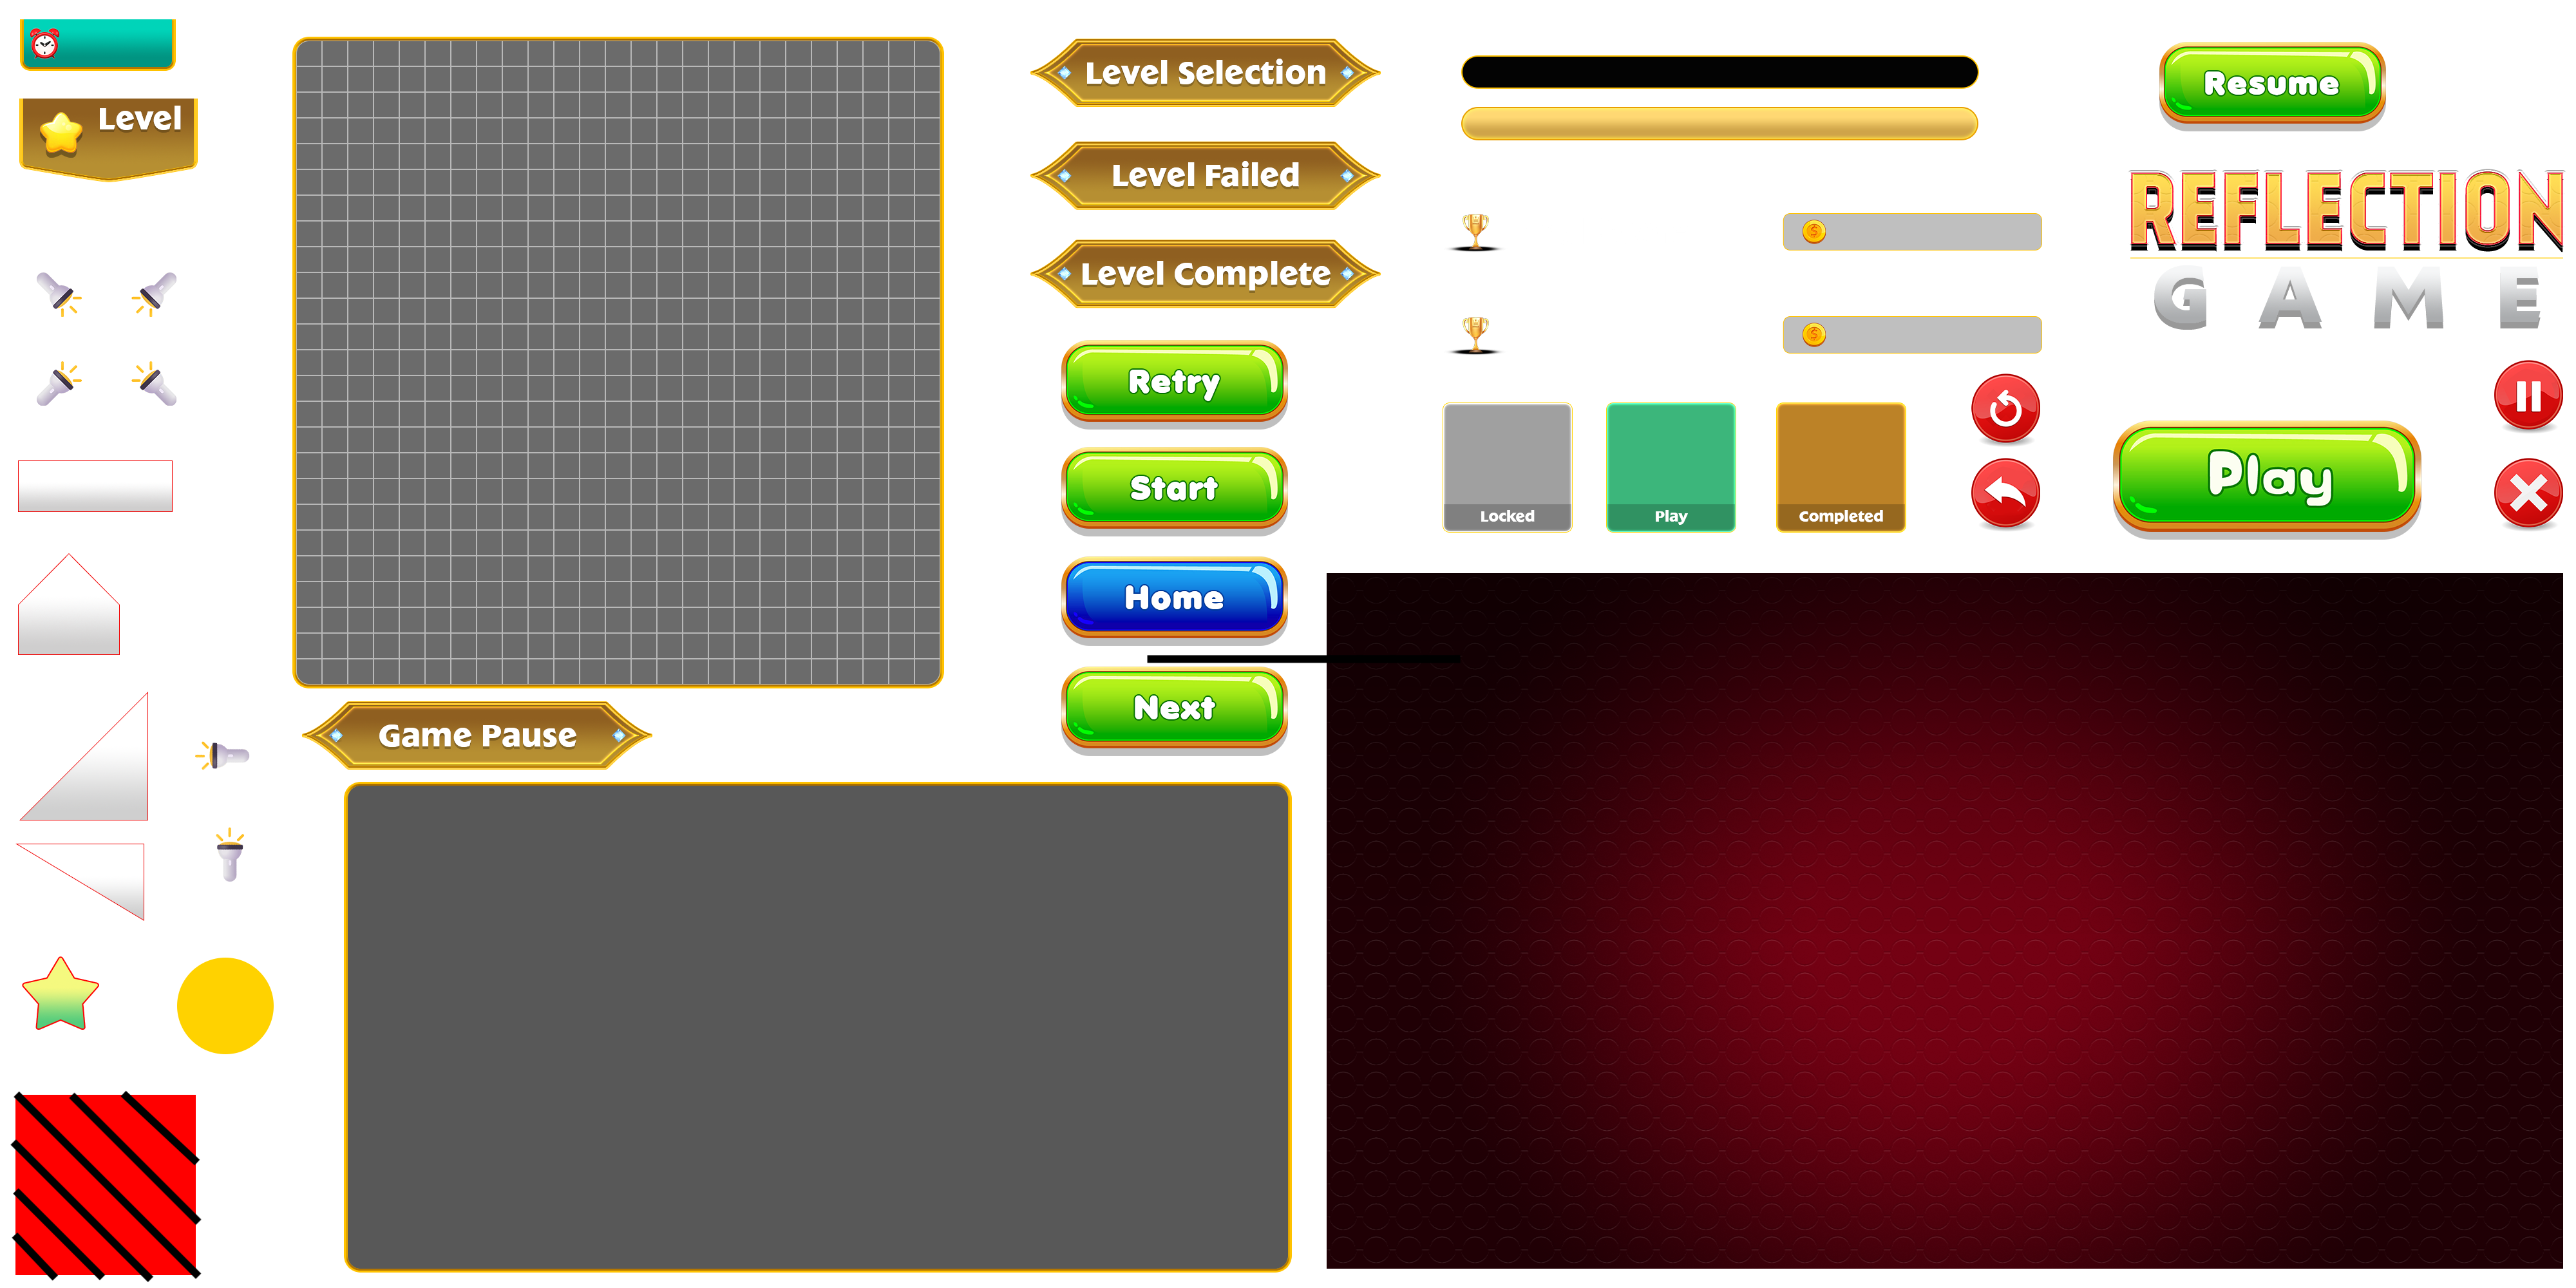 Level
Level Selection
Level Failed
Level Complete
Retry
Start
Home
Next
Game Pause
Locked
Play
Completed
Resume
REFLECTION
GAME
Play